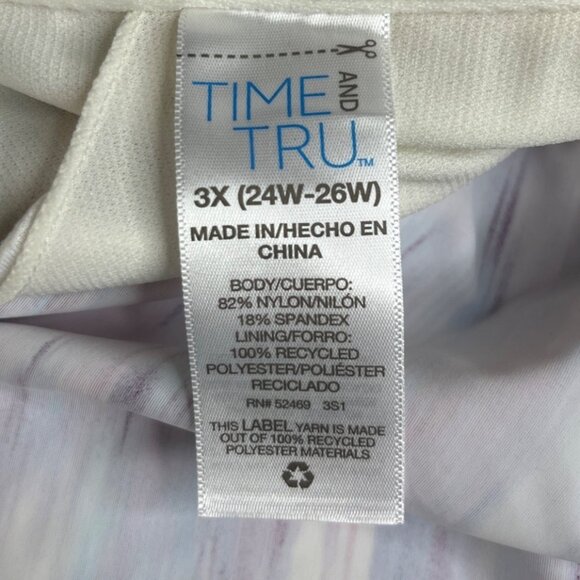 TIME AND
TRU™
3X (24W-26W)
MADE IN/HECHO EN
CHINA
BODY/CUERPO:
82% NYLON/NILÓN
18% SPANDEX
LINING/FORRO:
100% RECYCLED
POLYESTER/POLIÉSTER
RECICLADO
RN# 52469 3S1
THIS LABEL YARN IS MADE
OUT OF 100% RECYCLED
POLYESTER MATERIALS